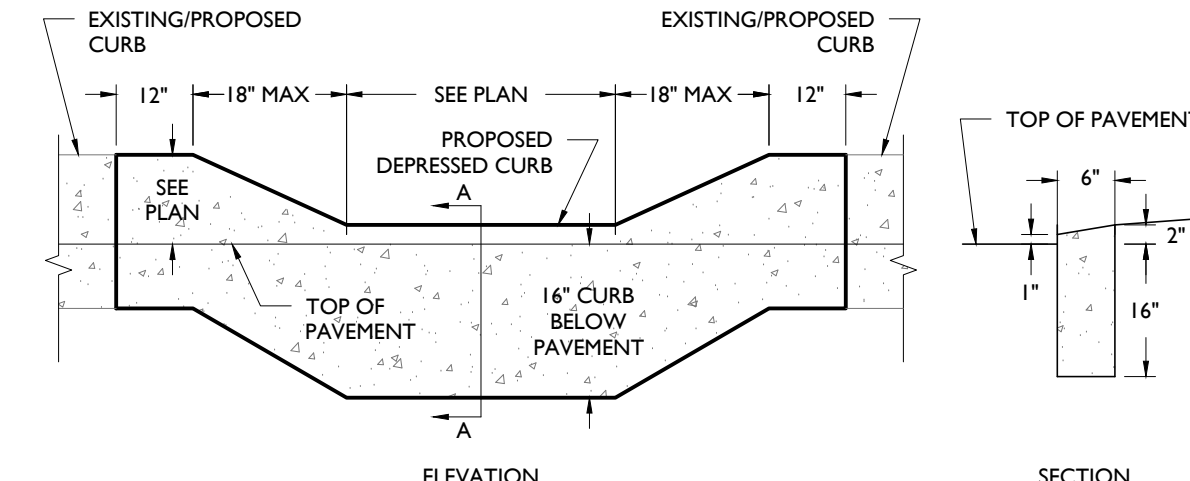 EXISTING/PROPOSED
CURB
EXISTING/PROPOSED
CURB
12"
18" MAX
SEE PLAN
18" MAX
12"
PROPOSED
DEPRESSED CURB
A
SEE
PLAN
TOP OF
PAVEMENT
16" CURB
BELOW
PAVEMENT
A
ELEVATION
TOP OF PAVEMENT
6"
2"
1"
16"
SECTION